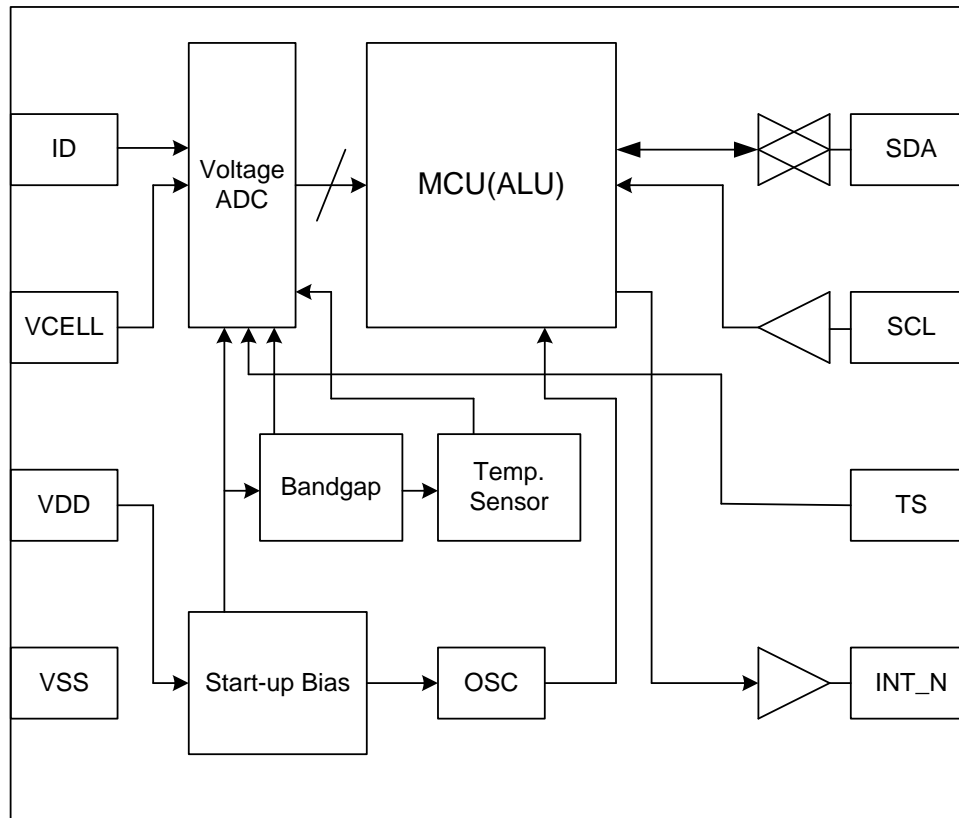 ID
Voltage
ADC
MCU(ALU)
SDA
VCELL
SCL
VDD
Bandgap
Temp.
Sensor
TS
VSS
Start-up Bias
OSC
INT_N